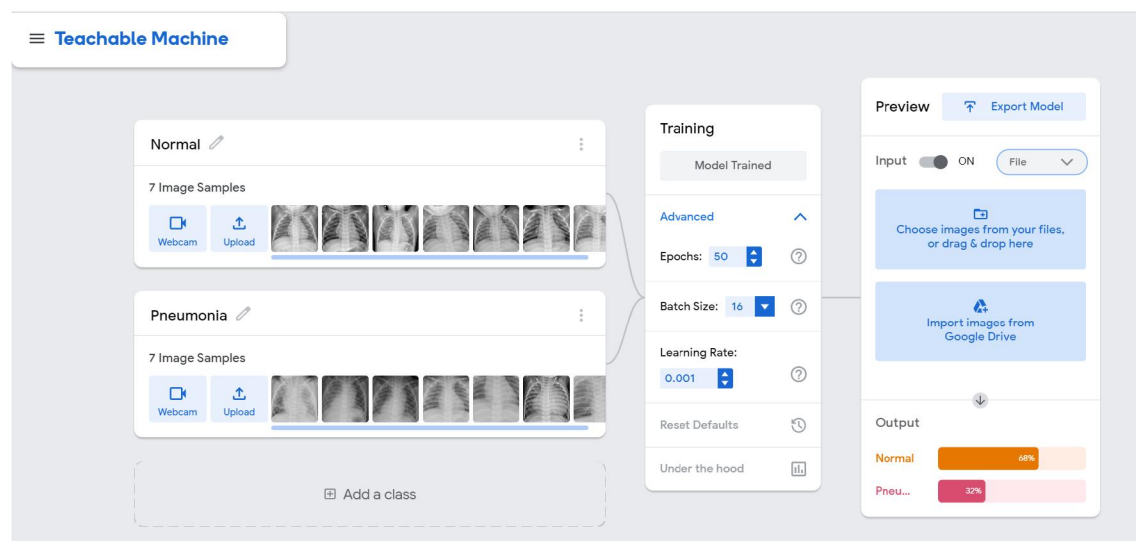 Teachable Machine
Normal
7 Image Samples
Webcam
Upload
Pneumonia
7 Image Samples
Webcam
Upload
Add a class
Training
Model Trained
Advanced
Epochs: 50
Batch Size: 16
Learning Rate:
0.001
Reset Defaults
Under the hood
Preview
Export Model
Input ON File
Choose images from your files,
or drag & drop here
Import images from
Google Drive
Output
Normal 68%
Pneu... 32%